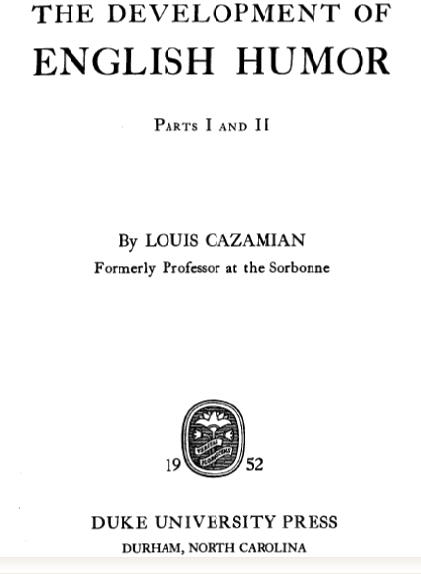 THE DEVELOPMENT OF
ENGLISH HUMOR
PARTS I AND II
By LOUIS CAZAMIAN
Formerly Professor at the Sorbonne
19 52
DUKE UNIVERSITY PRESS
DURHAM, NORTH CAROLINA